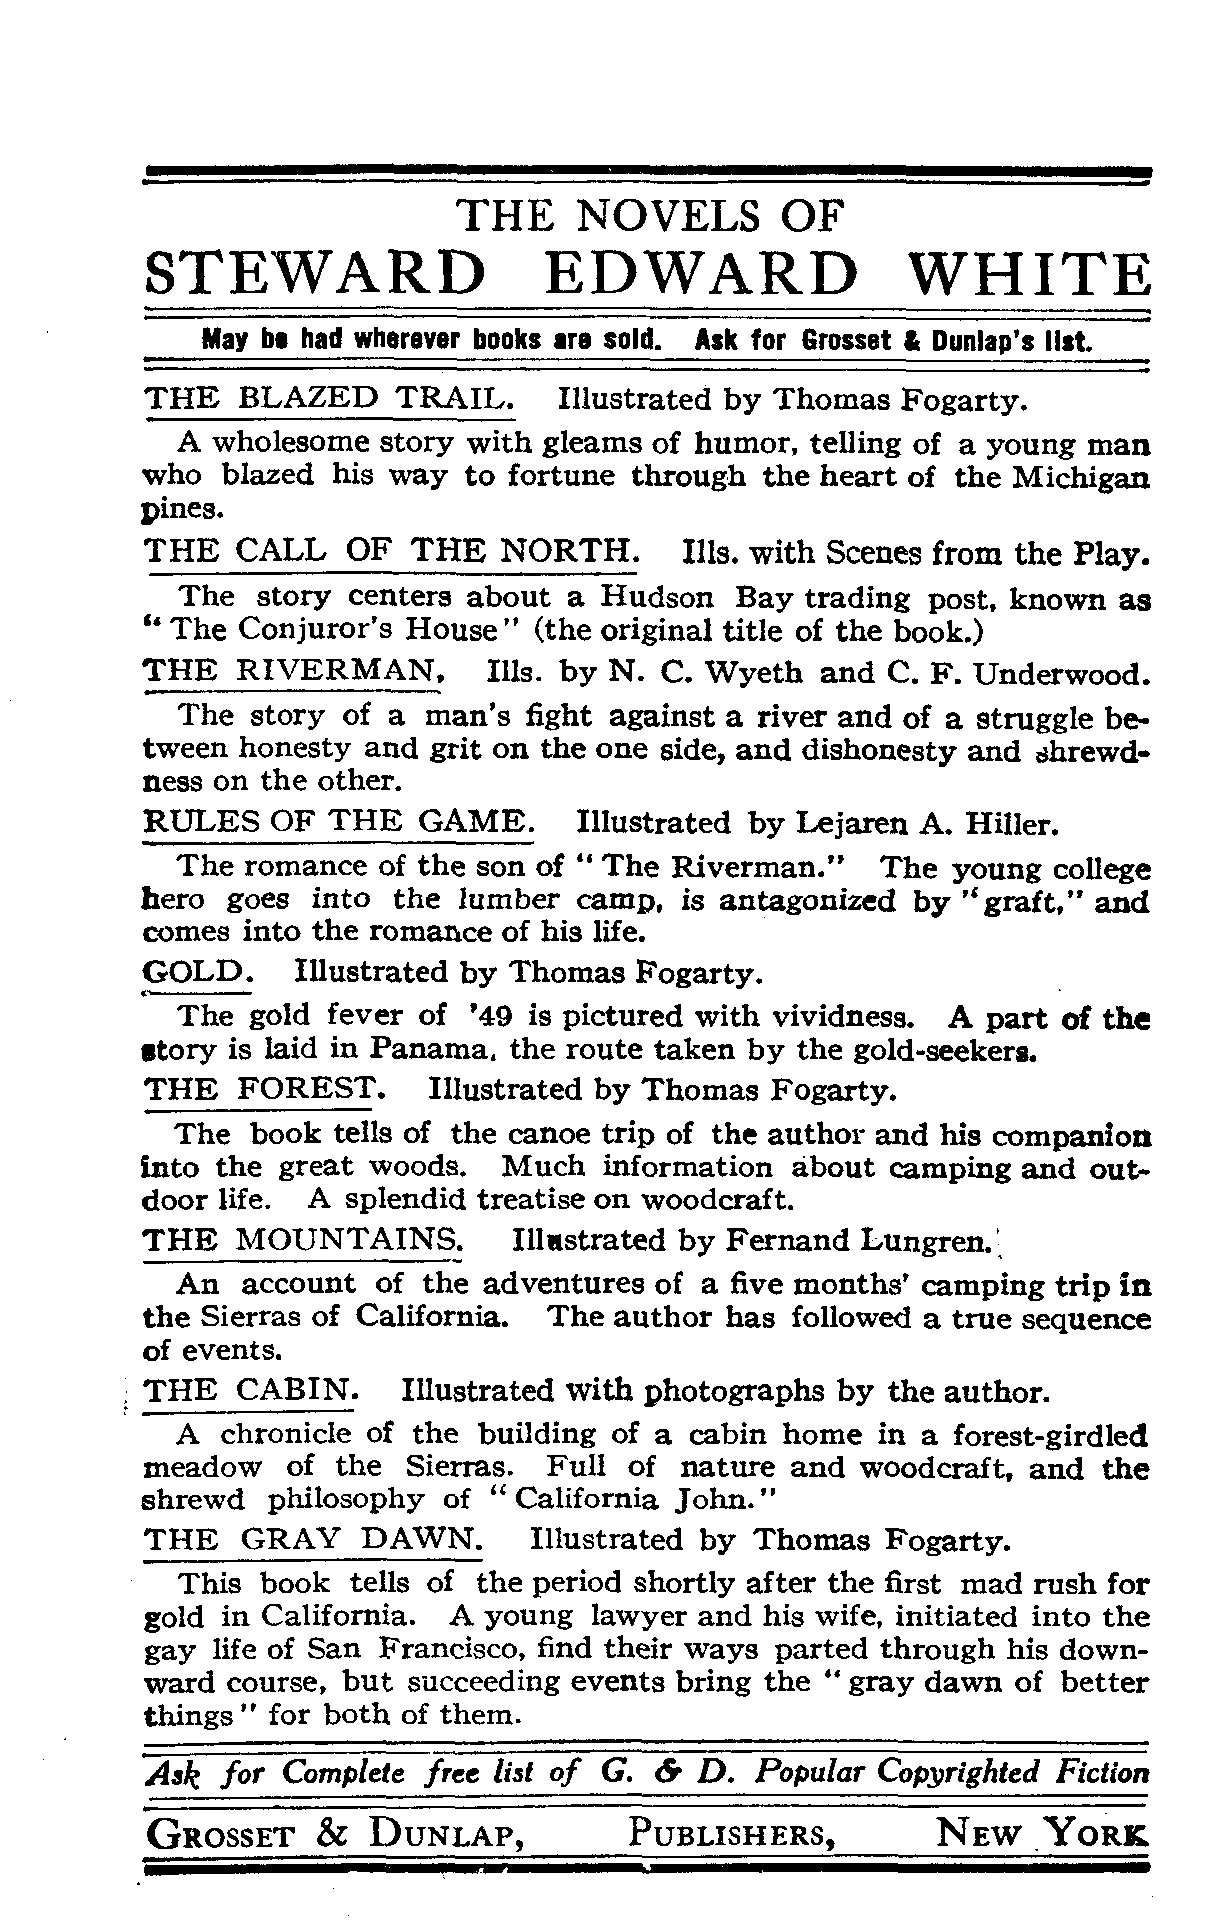 THE NOVELS OF
STEWARD EDWARD WHITE
May be had wherever books are sold. Ask for Grosset & Dunlap's list.
THE BLAZED TRAIL. Illustrated by Thomas Fogarty.
A wholesome story with gleams of humor, telling of a young man
who blazed his way to fortune through the heart of the Michigan
pines.
THE CALL OF THE NORTH. Ills. with Scenes from the Play.
The story centers about a Hudson Bay trading post, known as
"The Conjuror's House" (the original title of the book.)
THE RIVERMAN. Ills. by N. C. Wyeth and C. F. Underwood.
The story of a man's fight against a river and of a struggle be-
tween honesty and grit on the one side, and dishonesty and shrewd-
ness on the other.
RULES OF THE GAME. Illustrated by Lejaren A. Hiller.
The romance of the son of "The Riverman." The young college
hero goes into the lumber camp, is antagonized by "graft," and
comes into the romance of his life.
GOLD. Illustrated by Thomas Fogarty.
The gold fever of '49 is pictured with vividness. A part of the
story is laid in Panama, the route taken by the gold-seekers.
THE FOREST. Illustrated by Thomas Fogarty.
The book tells of the canoe trip of the author and his companion
into the great woods. Much information about camping and out-
door life. A splendid treatise on woodcraft.
THE MOUNTAINS. Illustrated by Fernand Lungren.
An account of the adventures of a five months' camping trip in
the Sierras of California. The author has followed a true sequence
of events.
THE CABIN. Illustrated with photographs by the author.
A chronicle of the building of a cabin home in a forest-girdled
meadow of the Sierras. Full of nature and woodcraft, and the
shrewd philosophy of "California John."
THE GRAY DAWN. Illustrated by Thomas Fogarty.
This book tells of the period shortly after the first mad rush for
gold in California. A young lawyer and his wife, initiated into the
gay life of San Francisco, find their ways parted through his down-
ward course, but succeeding events bring the "gray dawn of better
things" for both of them.
Ask for Complete free list of G. & D. Popular Copyrighted Fiction
GROSSET & DUNLAP, PUBLISHERS, NEW YORK